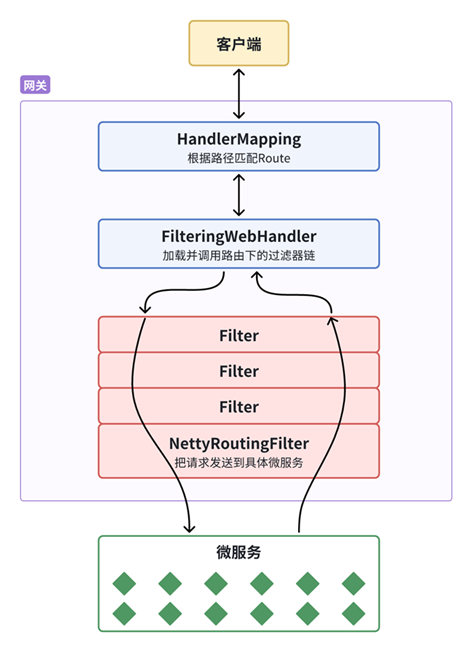 客户端
网关
HandlerMapping
根据路径匹配Route
FilteringWebHandler
加载并调用路由下的过滤器链
Filter
Filter
Filter
NettyRoutingFilter
把请求发送到具体微服务
微服务